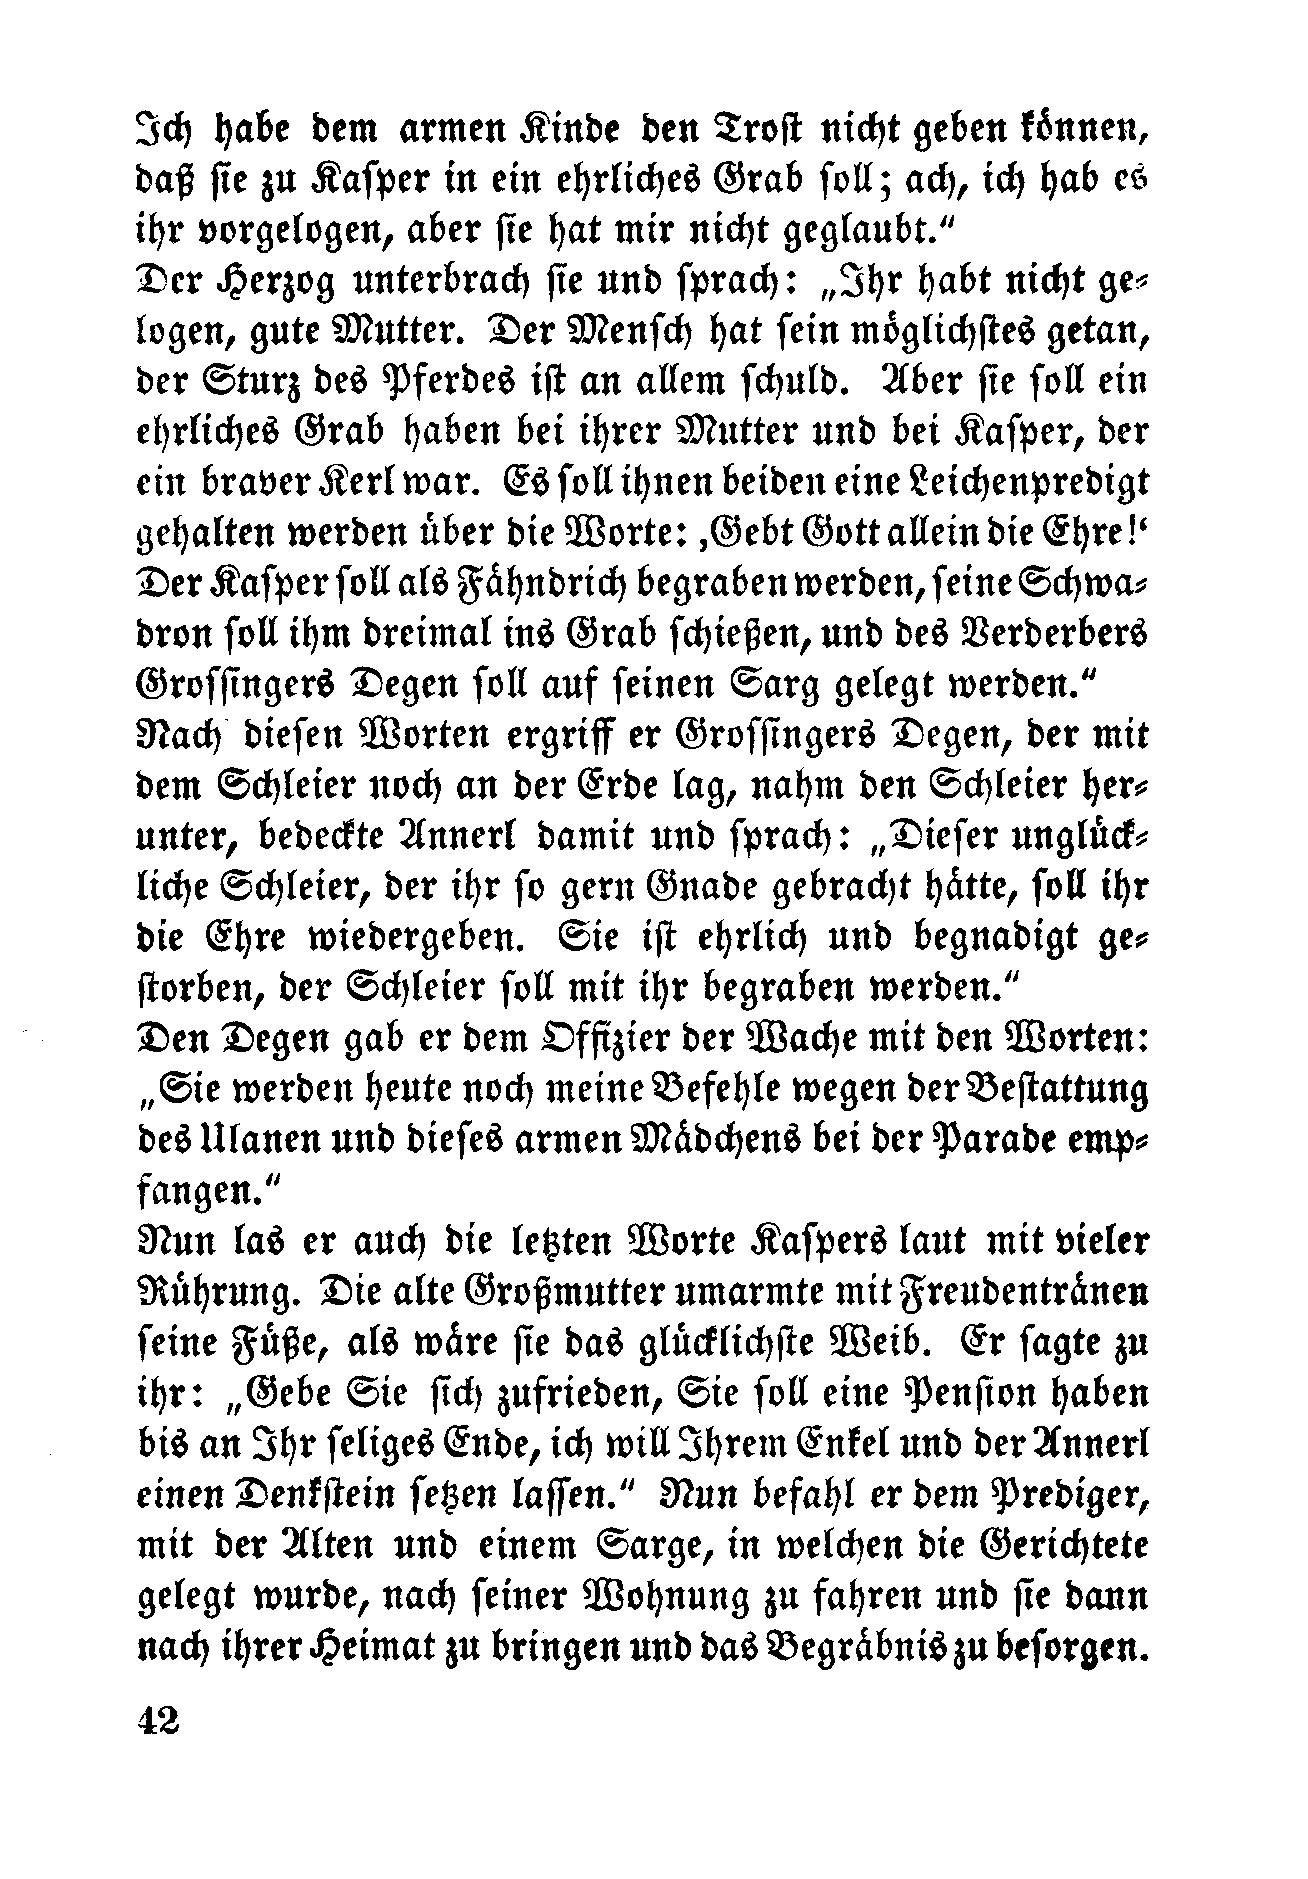 Ich habe dem armen Kinde den Troſt nicht geben können,
daß ſie zu Kaſper in ein ehrliches Grab ſoll; ach, ich hab es
ihr vorgelogen, aber ſie hat mir nicht geglaubt.“
Der Herzog unterbrach ſie und ſprach: „Ihr habt nicht ge⸗
logen, gute Mutter. Der Menſch hat ſein möglichſtes getan,
der Sturz des Pferdes iſt an allem ſchuld. Aber ſie ſoll ein
ehrliches Grab haben bei ihrer Mutter und bei Kaſper, der
ein braver Kerl war. Es ſoll ihnen beiden eine Leichenpredigt
gehalten werden über die Worte: ‚Gebt Gott allein die Ehre!‘
Der Kaſper ſoll als Fähndrich begraben werden, ſeine Schwa⸗
dron ſoll ihm dreimal ins Grab ſchießen, und des Verderbers
Groſſingers Degen ſoll auf ſeinen Sarg gelegt werden.“
Nach dieſen Worten ergriff er Groſſingers Degen, der mit
dem Schleier noch an der Erde lag, nahm den Schleier her⸗
unter, bedeckte Annerl damit und ſprach: „Dieſer unglück⸗
liche Schleier, der ihr ſo gern Gnade gebracht hätte, ſoll ihr
die Ehre wiedergeben. Sie iſt ehrlich und begnadigt ge⸗
ſtorben, der Schleier ſoll mit ihr begraben werden.“
Den Degen gab er dem Offizier der Wache mit den Worten:
„Sie werden heute noch meine Befehle wegen der Beſtattung
des Ulanen und dieſes armen Mädchens bei der Parade emp⸗
fangen.“
Nun las er auch die letzten Worte Kaſpers laut mit vieler
Rührung. Die alte Großmutter umarmte mit Freudentränen
ſeine Füße, als wäre ſie das glücklichſte Weib. Er ſagte zu
ihr: „Gebe Sie ſich zufrieden, Sie ſoll eine Penſion haben
bis an Ihr ſeliges Ende, ich will Ihrem Enkel und der Annerl
einen Denkſtein ſetzen laſſen.“ Nun befahl er dem Prediger,
mit der Alten und einem Sarge, in welchen die Gerichtete
gelegt wurde, nach ſeiner Wohnung zu fahren und ſie dann
nach ihrer Heimat zu bringen und das Begräbnis zu beſorgen.
42